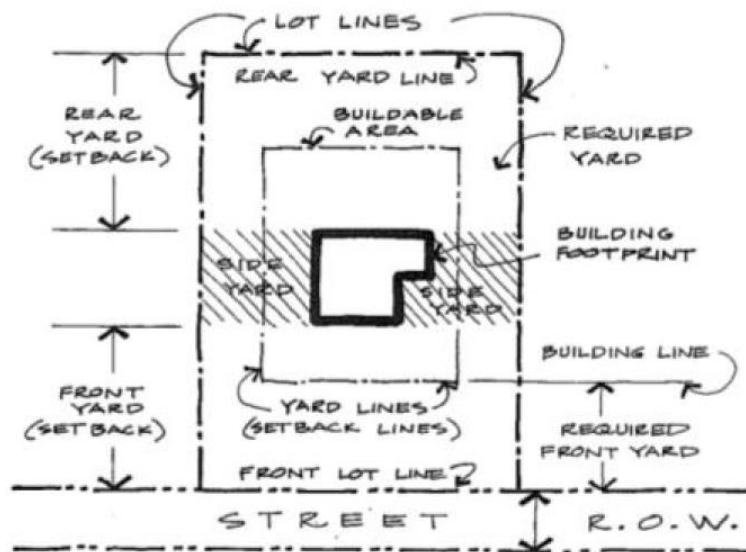 LOT LINES
REAR YARD LINE
REAR
YARD
(SETBACK)
BUILDABLE
AREA
REQUIRED
YARD
BUILDING
FOOTPRINT
SIDE
YARD
SIDE
YARD
BUILDING LINE
FRONT
YARD
(SETBACK)
YARD LINES
(SETBACK LINES)
REQUIRED
FRONT YARD
FRONT LOT LINE
STREET
R.O.W.